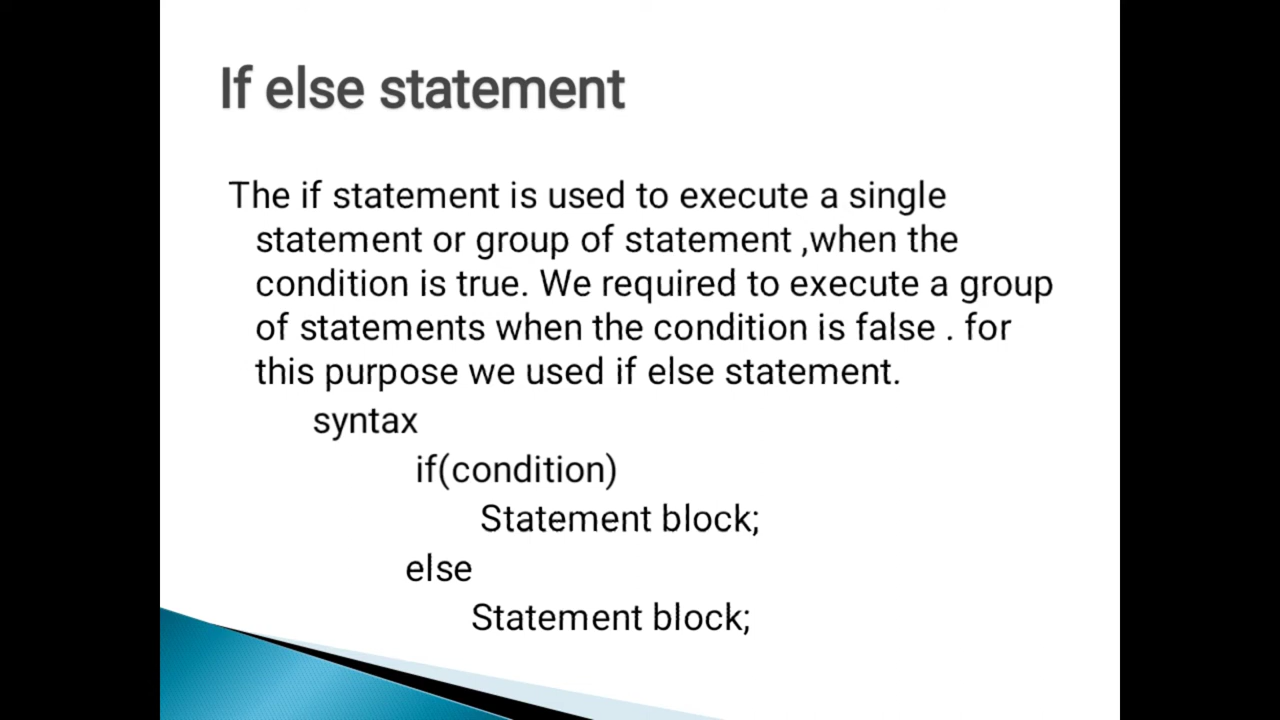 If else statement
The if statement is used to execute a single
statement or group of statement ,when the
condition is true. We required to execute a group
of statements when the condition is false . for
this purpose we used if else statement.
syntax
if(condition)
Statement block;
else
Statement block;